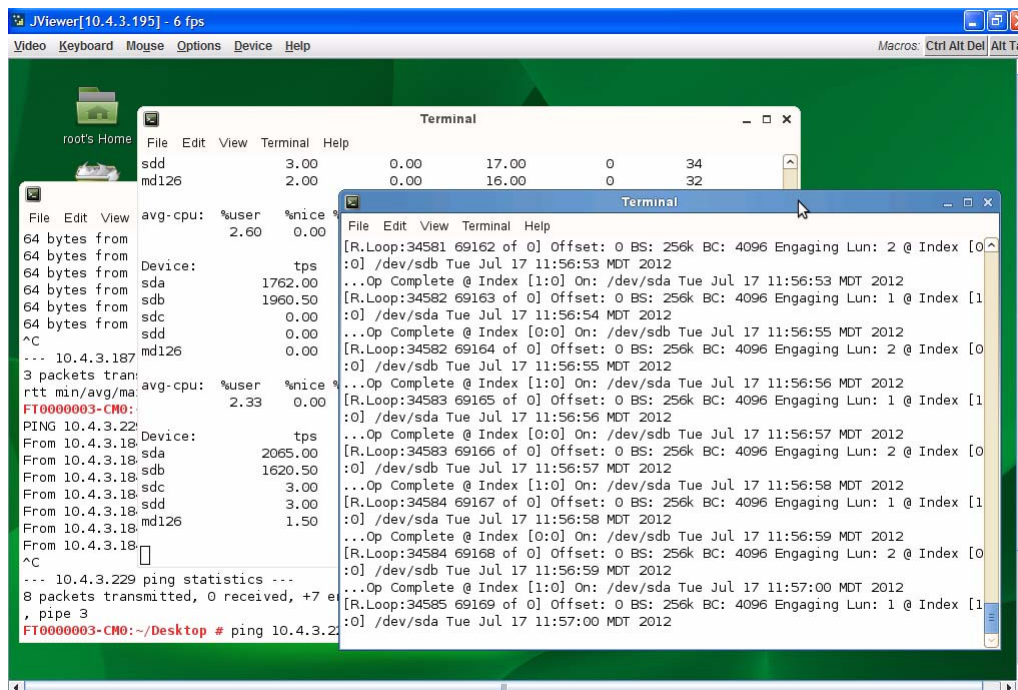 JViewer[10.4.3.195] - 6 fps
Video Keyboard Mouse Options Device Help
Macros: Ctrl Alt Del Alt Ta
root's Home
Terminal
File Edit View Terminal Help
sdd 3.00 0.00 17.00 0 34
md126 2.00 0.00 16.00 0 32
avg-cpu: %user %nice %
2.60 0.00
Device: tps
sda 1762.00
sdb 1960.50
sdc 0.00
sdd 0.00
md126 0.00
avg-cpu: %user %nice %
2.33 0.00
Device: tps
sda 2065.00
sdb 1620.50
sdc 3.00
sdd 3.00
md126 1.50
File Edit View
64 bytes from
64 bytes from
64 bytes from
64 bytes from
64 bytes from
64 bytes from
^C
--- 10.4.3.187
3 packets tran
rtt min/avg/ma
FT0000003-CM0:
PING 10.4.3.229
From 10.4.3.18
From 10.4.3.18
From 10.4.3.18
From 10.4.3.18
From 10.4.3.18
From 10.4.3.18
From 10.4.3.18
^C
--- 10.4.3.229 ping statistics ---
8 packets transmitted, 0 received, +7 e
, pipe 3
FT0000003-CM0:~/Desktop # ping 10.4.3.22
Terminal
File Edit View Terminal Help
[R.Loop:34581 69162 of 0] Offset: 0 BS: 256k BC: 4096 Engaging Lun: 2 @ Index [0
:0] /dev/sdb Tue Jul 17 11:56:53 MDT 2012
...Op Complete @ Index [1:0] On: /dev/sda Tue Jul 17 11:56:53 MDT 2012
[R.Loop:34582 69163 of 0] Offset: 0 BS: 256k BC: 4096 Engaging Lun: 1 @ Index [1
:0] /dev/sda Tue Jul 17 11:56:54 MDT 2012
...Op Complete @ Index [0:0] On: /dev/sdb Tue Jul 17 11:56:55 MDT 2012
[R.Loop:34582 69164 of 0] Offset: 0 BS: 256k BC: 4096 Engaging Lun: 2 @ Index [0
:0] /dev/sdb Tue Jul 17 11:56:55 MDT 2012
...Op Complete @ Index [1:0] On: /dev/sda Tue Jul 17 11:56:56 MDT 2012
[R.Loop:34583 69165 of 0] Offset: 0 BS: 256k BC: 4096 Engaging Lun: 1 @ Index [1
:0] /dev/sda Tue Jul 17 11:56:56 MDT 2012
...Op Complete @ Index [0:0] On: /dev/sdb Tue Jul 17 11:56:57 MDT 2012
[R.Loop:34583 69166 of 0] Offset: 0 BS: 256k BC: 4096 Engaging Lun: 2 @ Index [0
:0] /dev/sdb Tue Jul 17 11:56:57 MDT 2012
...Op Complete @ Index [1:0] On: /dev/sda Tue Jul 17 11:56:58 MDT 2012
[R.Loop:34584 69167 of 0] Offset: 0 BS: 256k BC: 4096 Engaging Lun: 1 @ Index [1
:0] /dev/sda Tue Jul 17 11:56:58 MDT 2012
...Op Complete @ Index [0:0] On: /dev/sdb Tue Jul 17 11:56:59 MDT 2012
[R.Loop:34584 69168 of 0] Offset: 0 BS: 256k BC: 4096 Engaging Lun: 2 @ Index [0
:0] /dev/sdb Tue Jul 17 11:56:59 MDT 2012
...Op Complete @ Index [1:0] On: /dev/sda Tue Jul 17 11:57:00 MDT 2012
[R.Loop:34585 69169 of 0] Offset: 0 BS: 256k BC: 4096 Engaging Lun: 1 @ Index [1
:0] /dev/sda Tue Jul 17 11:57:00 MDT 2012